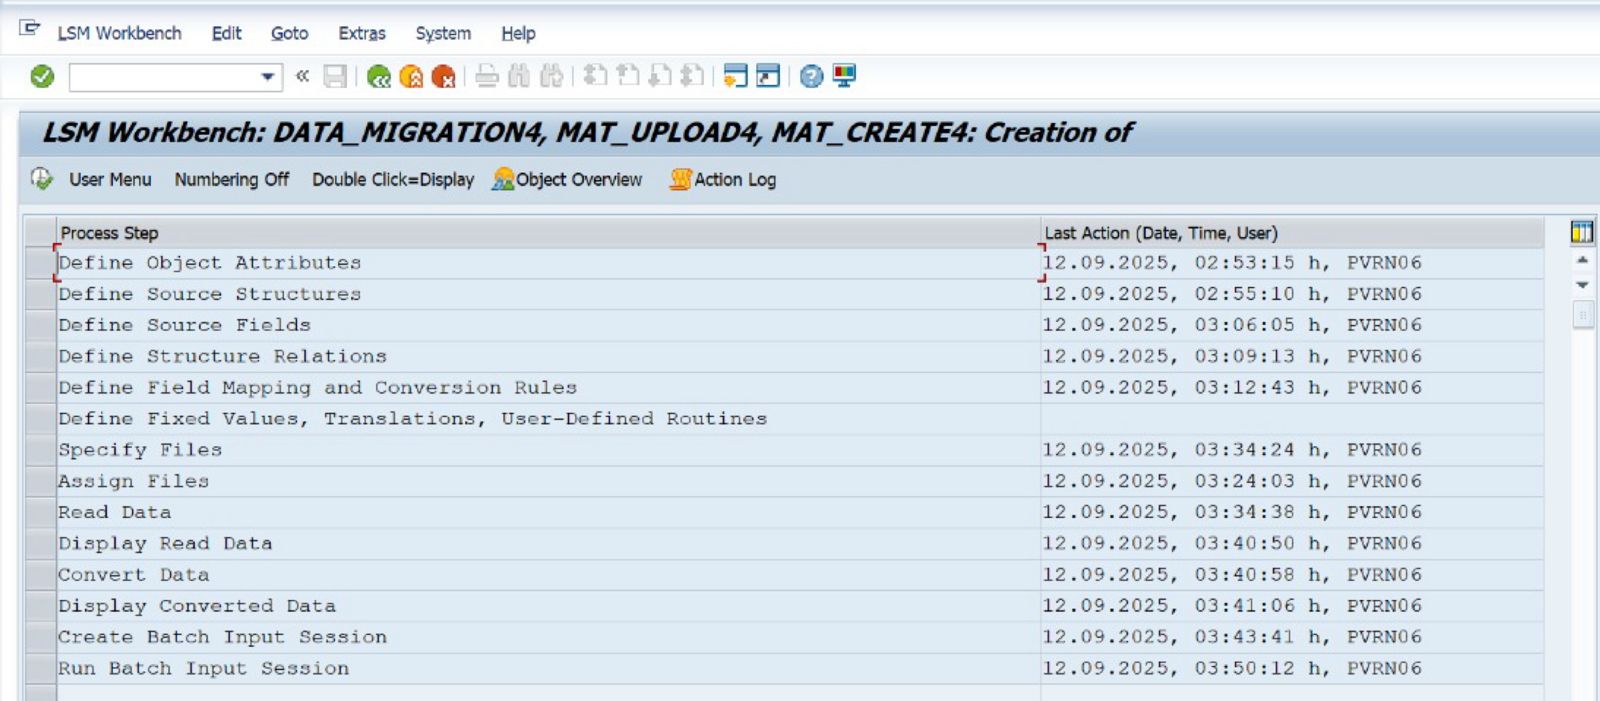 LSM Workbench Edit Goto Extras System Help
LSM Workbench: DATA_MIGRATION4, MAT_UPLOAD4, MAT_CREATE4: Creation of
User Menu Numbering Off Double Click=Display Object Overview Action Log
Process Step Last Action (Date, Time, User)
Define Object Attributes 12.09.2025, 02:53:15 h, PVRN06
Define Source Structures 12.09.2025, 02:55:10 h, PVRN06
Define Source Fields 12.09.2025, 03:06:05 h, PVRN06
Define Structure Relations 12.09.2025, 03:09:13 h, PVRN06
Define Field Mapping and Conversion Rules 12.09.2025, 03:12:43 h, PVRN06
Define Fixed Values, Translations, User-Defined Routines
Specify Files 12.09.2025, 03:34:24 h, PVRN06
Assign Files 12.09.2025, 03:24:03 h, PVRN06
Read Data 12.09.2025, 03:34:38 h, PVRN06
Display Read Data 12.09.2025, 03:40:50 h, PVRN06
Convert Data 12.09.2025, 03:40:58 h, PVRN06
Display Converted Data 12.09.2025, 03:41:06 h, PVRN06
Create Batch Input Session 12.09.2025, 03:43:41 h, PVRN06
Run Batch Input Session 12.09.2025, 03:50:12 h, PVRN06